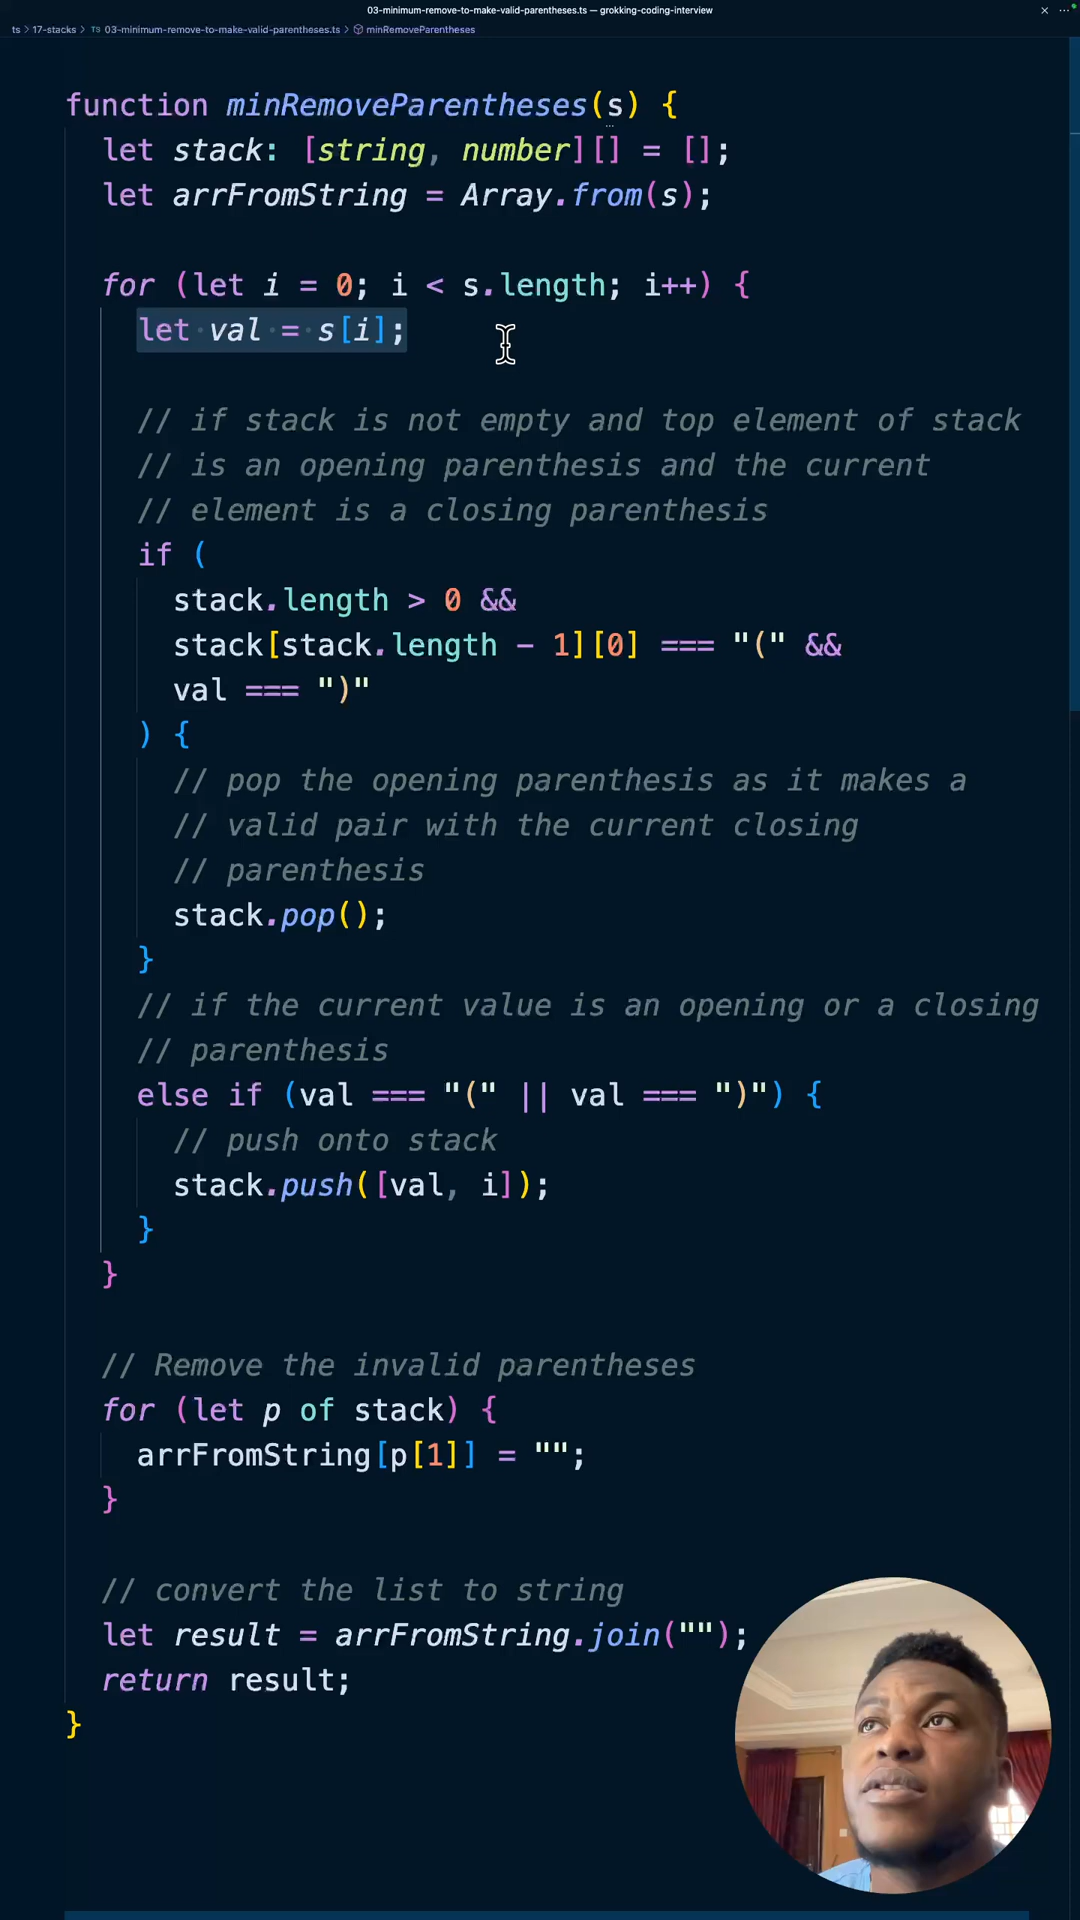 03-minimum-remove-to-make-valid-parentheses.ts — grokking-coding-interview
ts > 17-stacks > TS 03-minimum-remove-to-make-valid-parentheses.ts > minRemoveParentheses
function minRemoveParentheses(s) {
let stack: [string, number][] = [];
let arrFromString = Array.from(s);
for (let i = 0; i < s.length; i++) {
let val = s[i];
// if stack is not empty and top element of stack
// is an opening parenthesis and the current
// element is a closing parenthesis
if (
stack.length > 0 &&
stack[stack.length - 1][0] === "(" &&
val === ")"
) {
// pop the opening parenthesis as it makes a
// valid pair with the current closing
// parenthesis
stack.pop();
}
// if the current value is an opening or a closing
// parenthesis
else if (val === "(" || val === ")") {
// push onto stack
stack.push([val, i]);
}
}
// Remove the invalid parentheses
for (let p of stack) {
arrFromString[p[1]] = "";
}
// convert the list to string
let result = arrFromString.join("");
return result;
}